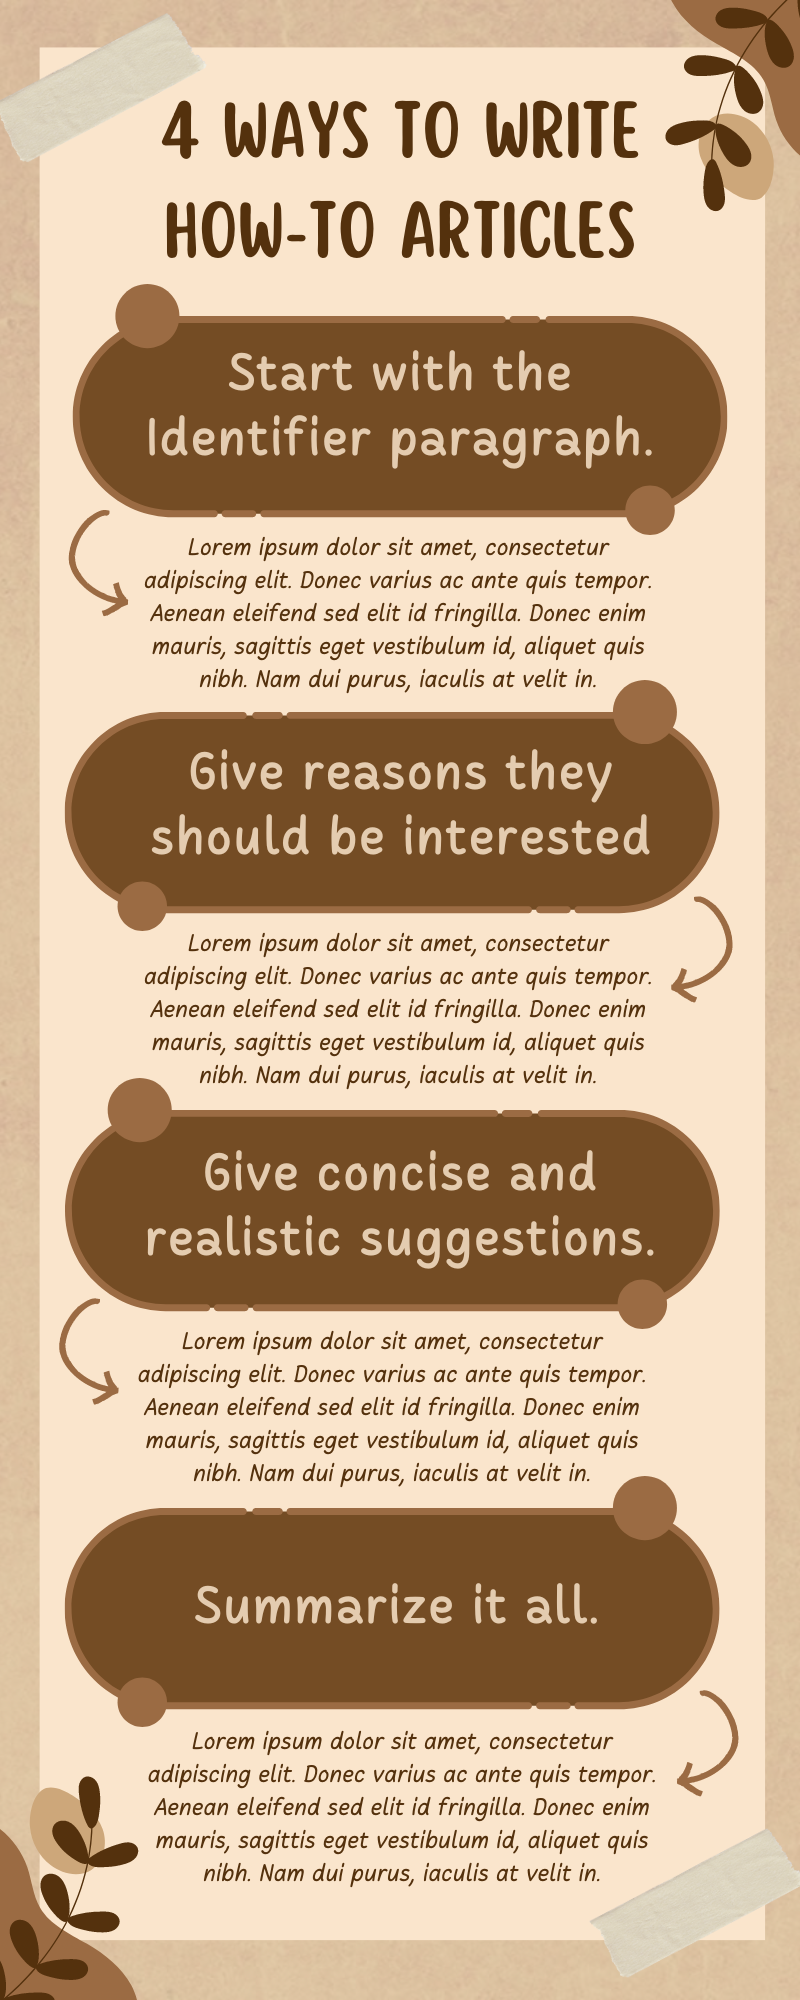 4 WAYS TO WRITE
HOW-TO ARTICLES
Start with the
Identifier paragraph.
Lorem ipsum dolor sit amet, consectetur
adipiscing elit. Donec varius ac ante quis tempor.
Aenean eleifend sed elit id fringilla. Donec enim
mauris, sagittis eget vestibulum id, aliquet quis
nibh. Nam dui purus, iaculis at velit in.
Give reasons they
should be interested
Lorem ipsum dolor sit amet, consectetur
adipiscing elit. Donec varius ac ante quis tempor.
Aenean eleifend sed elit id fringilla. Donec enim
mauris, sagittis eget vestibulum id, aliquet quis
nibh. Nam dui purus, iaculis at velit in.
Give concise and
realistic suggestions.
Lorem ipsum dolor sit amet, consectetur
adipiscing elit. Donec varius ac ante quis tempor.
Aenean eleifend sed elit id fringilla. Donec enim
mauris, sagittis eget vestibulum id, aliquet quis
nibh. Nam dui purus, iaculis at velit in.
Summarize it all.
Lorem ipsum dolor sit amet, consectetur
adipiscing elit. Donec varius ac ante quis tempor.
Aenean eleifend sed elit id fringilla. Donec enim
mauris, sagittis eget vestibulum id, aliquet quis
nibh. Nam dui purus, iaculis at velit in.